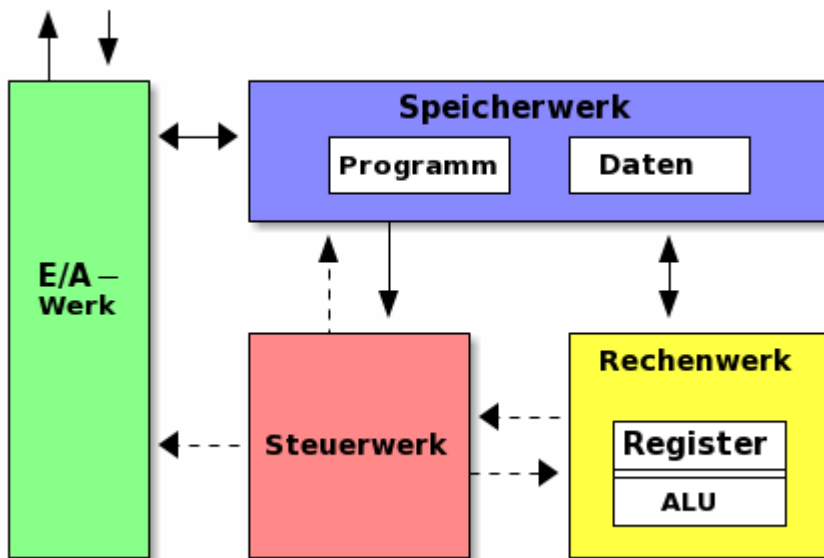 Speicherwerk
Programm
Daten
E/A–
Werk
Rechenwerk
Steuerwerk
Register
ALU